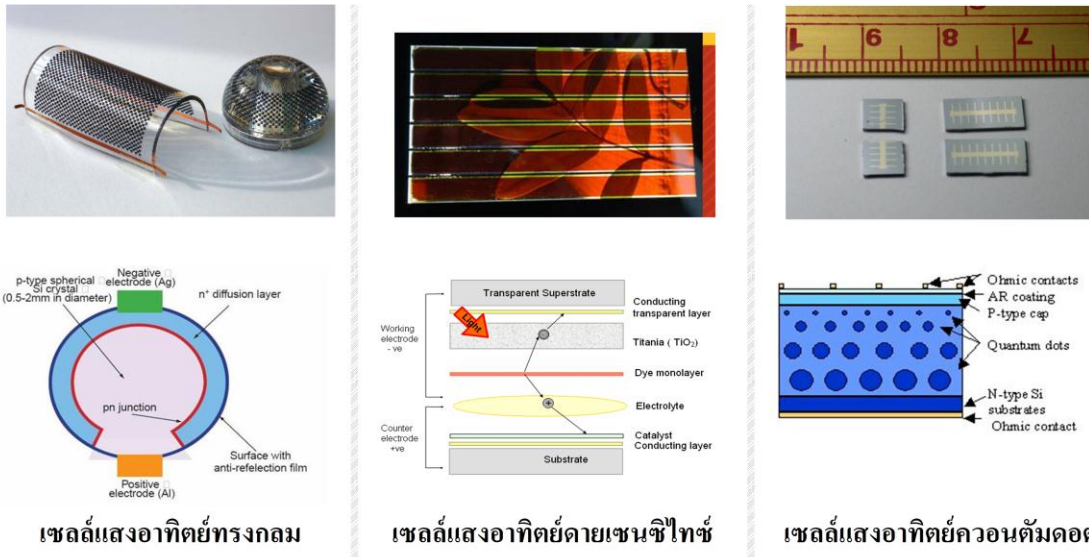 1 9 8 7
p-type spherical
Si crystal
(0.5-2mm in diameter)
Negative
electrode (Ag)
n⁺ diffusion layer
pn junction
Surface with
anti-refelection film
Positive
electrode (Al)
เซลล์แสงอาทิตย์ทรงกลม
Transparent Superstrate
Conducting
transparent layer
Light
Working
electrode
- ve
Titania ( TiO₂)
Dye monolayer
Electrolyte
Counter
electrode
+ve
Catalyst
Conducting layer
Substrate
เซลล์แสงอาทิตย์ดายเซนซิไทซ์
Ohmic contacts
AR coating
P-type cap
Quantum dots
N-type Si
substrates
Ohmic contact
เซลล์แสงอาทิตย์ควอนตัมดอต